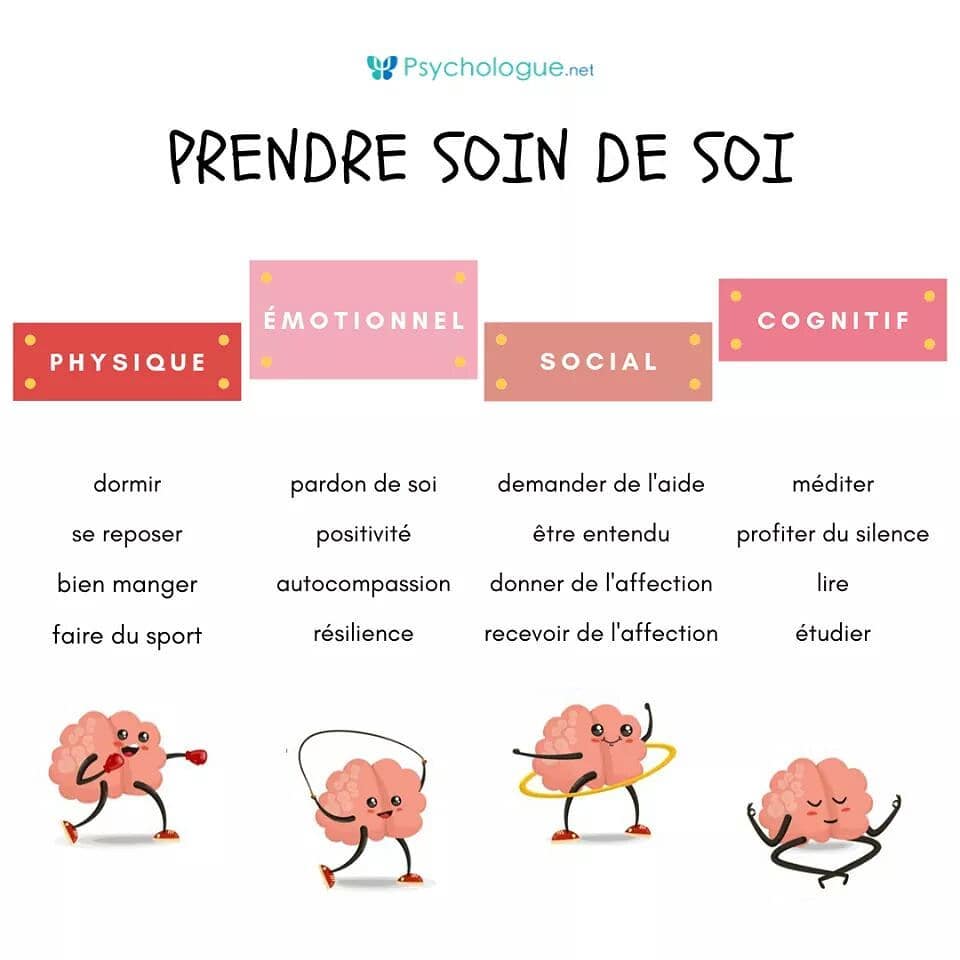 Psychologue.net
PRENDRE SOIN DE SOI
PHYSIQUE
dormir
se reposer
bien manger
faire du sport
ÉMOTIONNEL
pardon de soi
positivité
autocompassion
résilience
SOCIAL
demander de l'aide
être entendu
donner de l'affection
recevoir de l'affection
COGNITIF
méditer
profiter du silence
lire
étudier